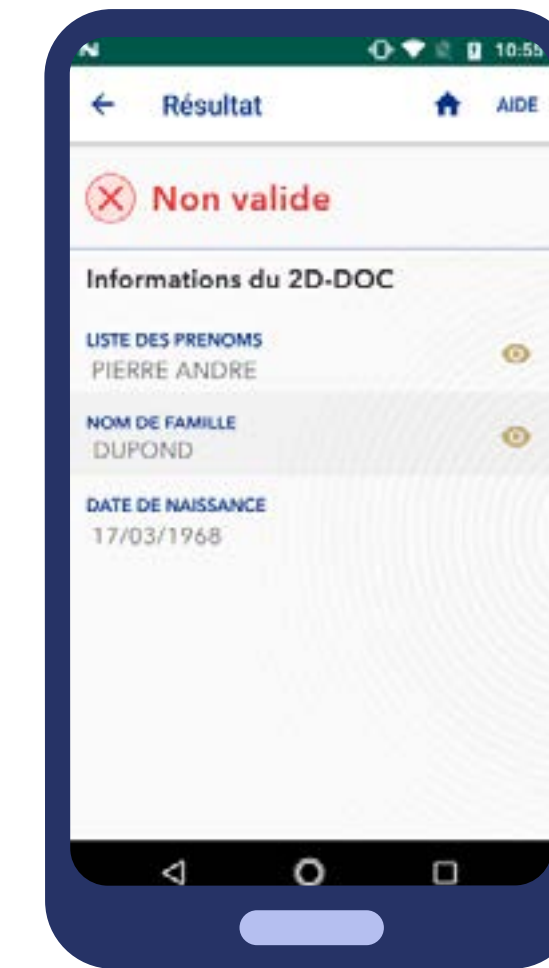 10:55
Résultat AIDE
Non valide
Informations du 2D-DOC
LISTE DES PRENOMS
PIERRE ANDRE
NOM DE FAMILLE
DUPOND
DATE DE NAISSANCE
17/03/1968